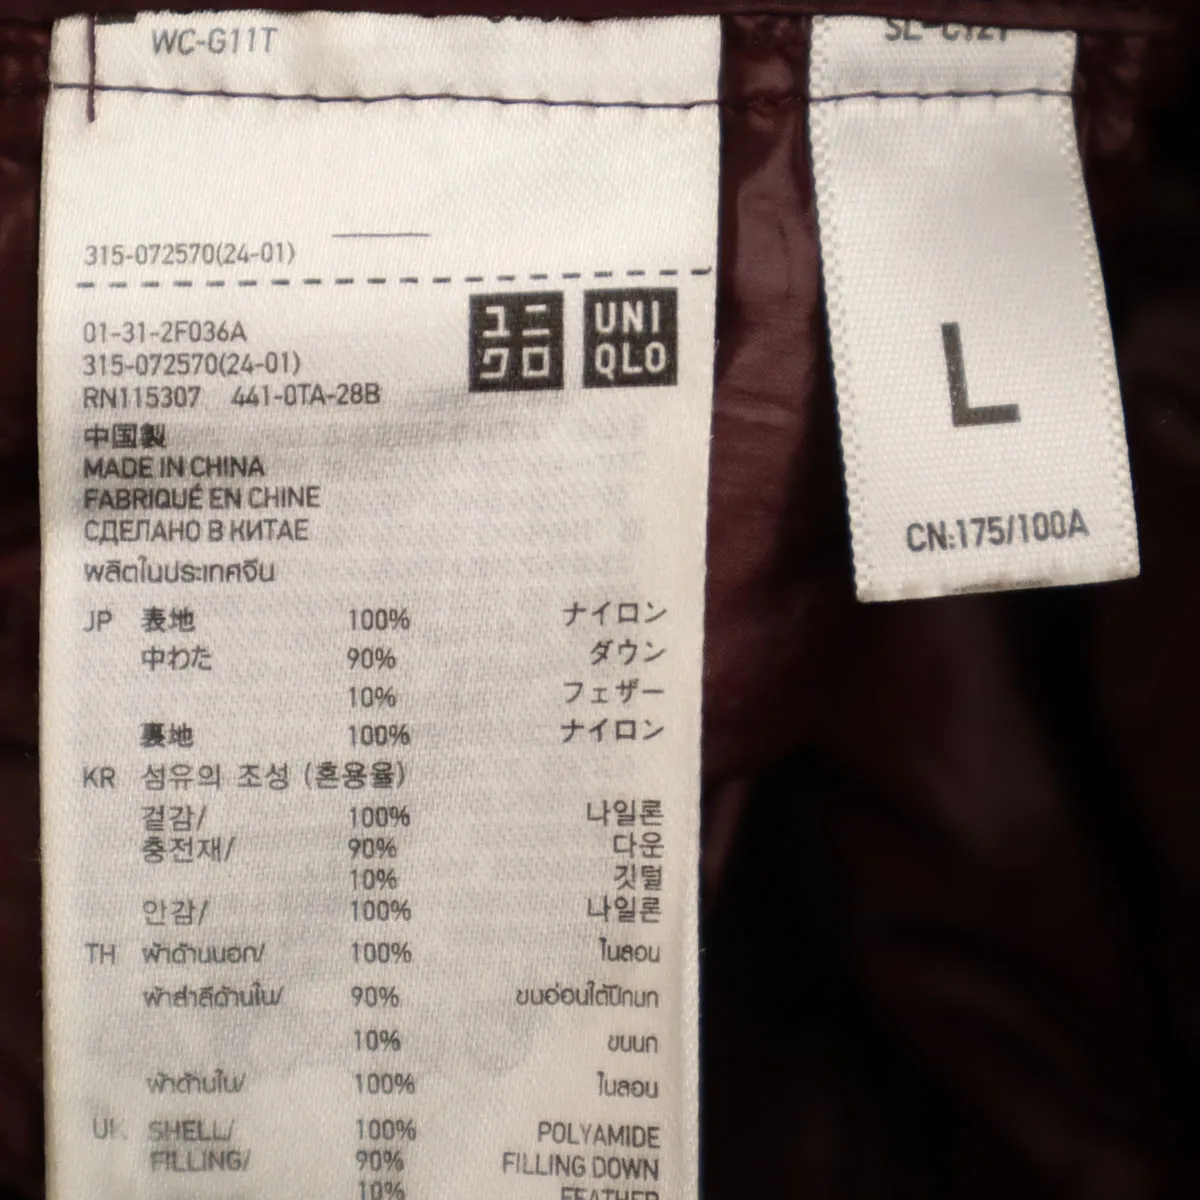 WC-G11T
315-072570(24-01)
01-31-2F036A
315-072570(24-01)
RN115307 441-0TA-28B
ユニ
クロ
UNI
QLO
中国製
MADE IN CHINA
FABRIQUÉ EN CHINE
СДЕЛАНО В КИТАЕ
ผลิตในประเทศจีน
JP 表地 100% ナイロン
中わた 90% ダウン
10% フェザー
裏地 100% ナイロン
KR 섬유의 조성 (혼용율)
겉감/ 100% 나일론
충전재/ 90% 다운
10% 깃털
안감/ 100% 나일론
TH ผ้าด้านนอก/ 100% ไนลอน
ผ้าสำลีด้านใน/ 90% ขนอ่อนใต้ปีกนก
10% ขนนก
ผ้าด้านใน/ 100% ไนลอน
UK SHELL/ 100% POLYAMIDE
FILLING/ 90% FILLING DOWN
10% FEATHER
L
CN:175/100A